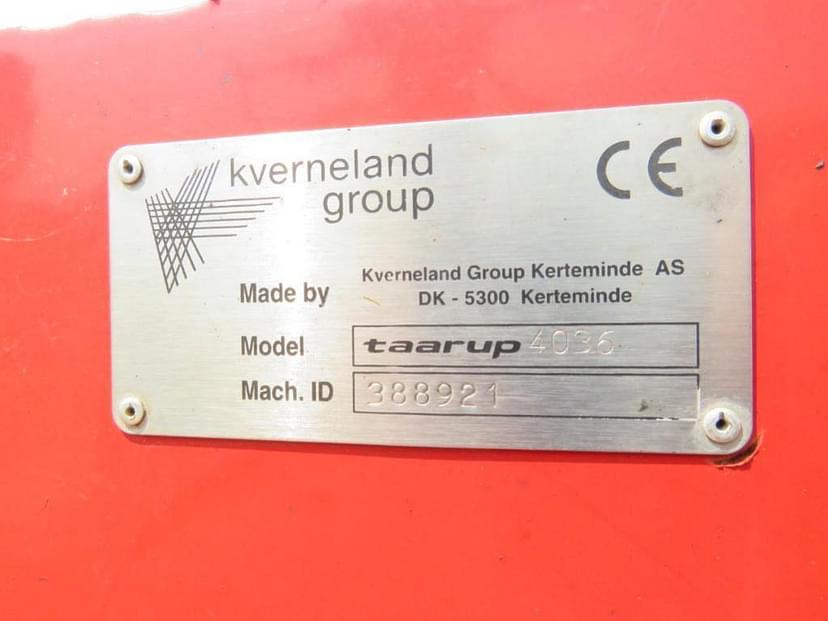 kverneland
group
CE
Made by
Kverneland Group Kerteminde AS
DK - 5300 Kerteminde
Model taarup 4036
Mach. ID 388921